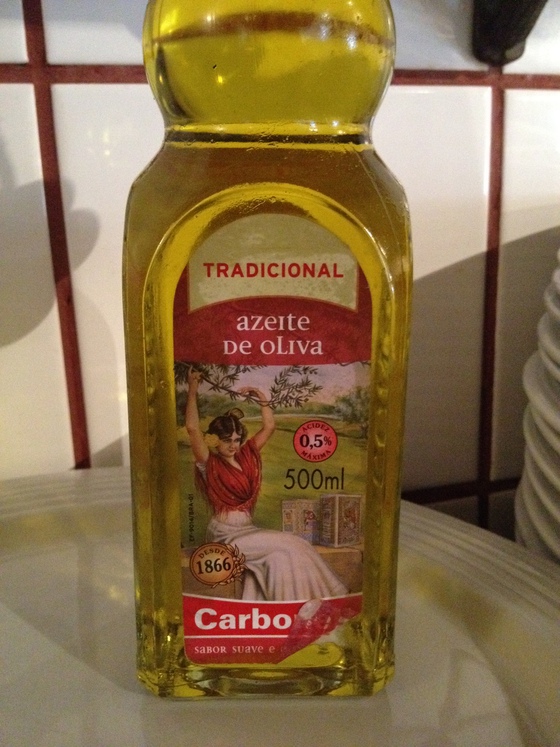 TRADICIONAL
azeite
de oliva
ACIDEZ
0,5%
MÁXIMA
500ml
DESDE
1866
Carbo
SABOR SUAVE E